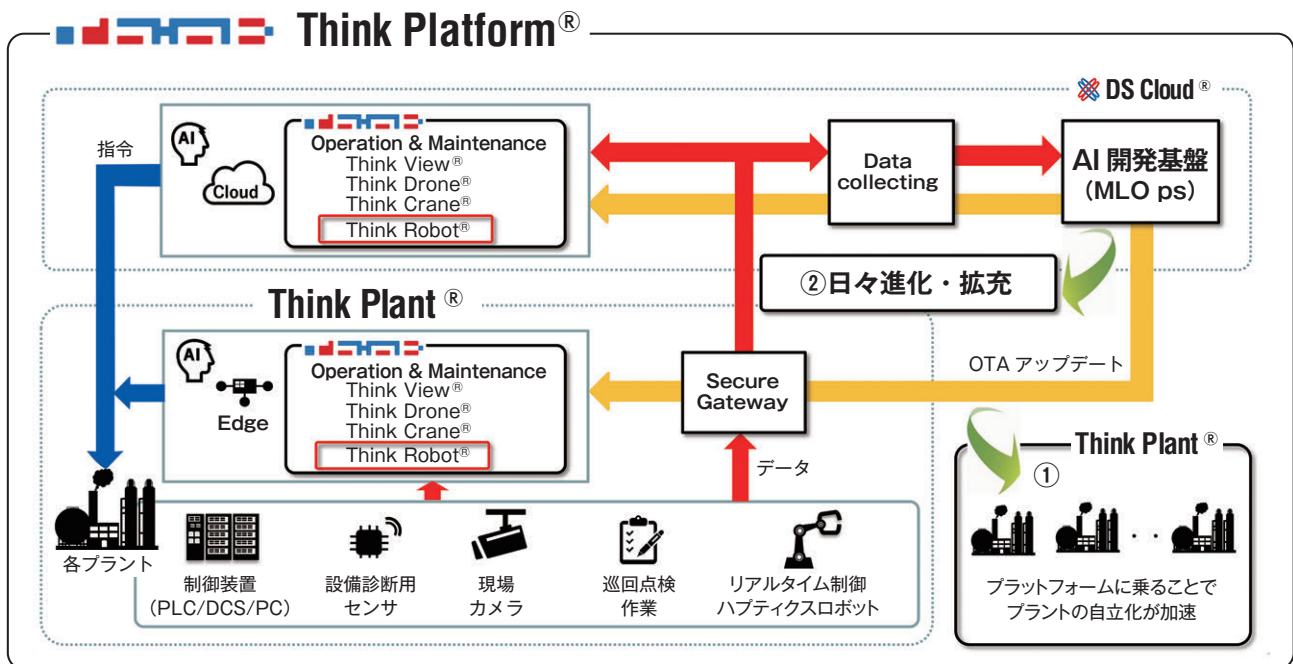 Think Platform®
DS Cloud®
指令
AI
Cloud
Operation & Maintenance
Think View®
Think Drone®
Think Crane®
Think Robot®
Data
collecting
AI 開発基盤
(MLO ps)
②日々進化・拡充
Think Plant®
AI
Edge
Operation & Maintenance
Think View®
Think Drone®
Think Crane®
Think Robot®
Secure
Gateway
OTA アップデート
データ
各プラント
制御装置
(PLC/DCS/PC)
設備診断用
センサ
現場
カメラ
巡回点検
作業
リアルタイム制御
ハプティクスロボット
Think Plant®
①
・・
プラットフォームに乗ることで
プラントの自立化が加速